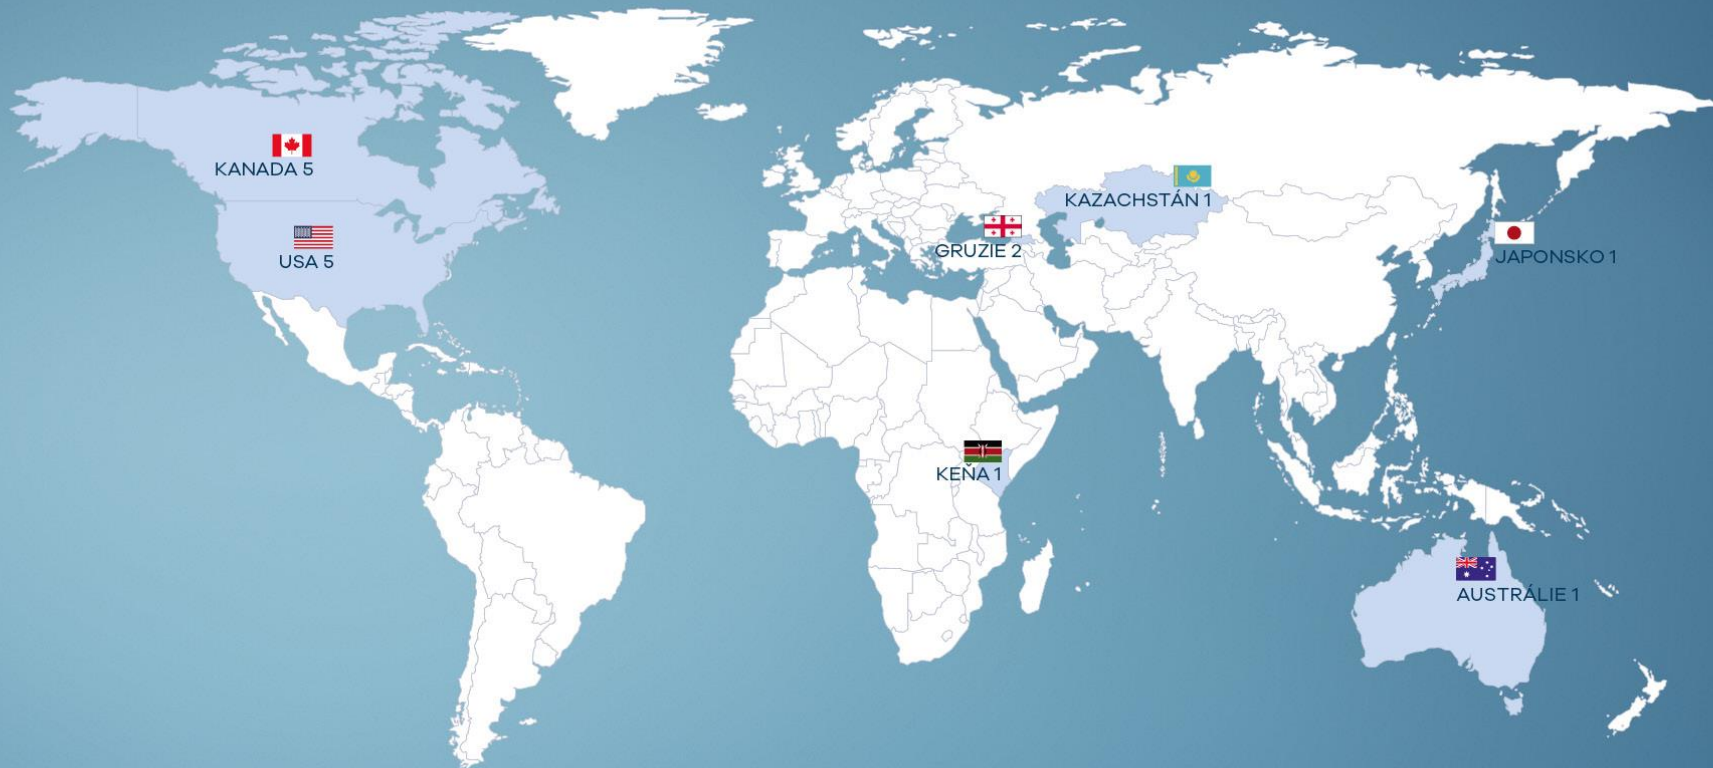 KANADA 5
USA 5
KAZACHSTÁN 1
GRUZIE 2
JAPONSKO 1
KEŇA 1
AUSTRÁLIE 1